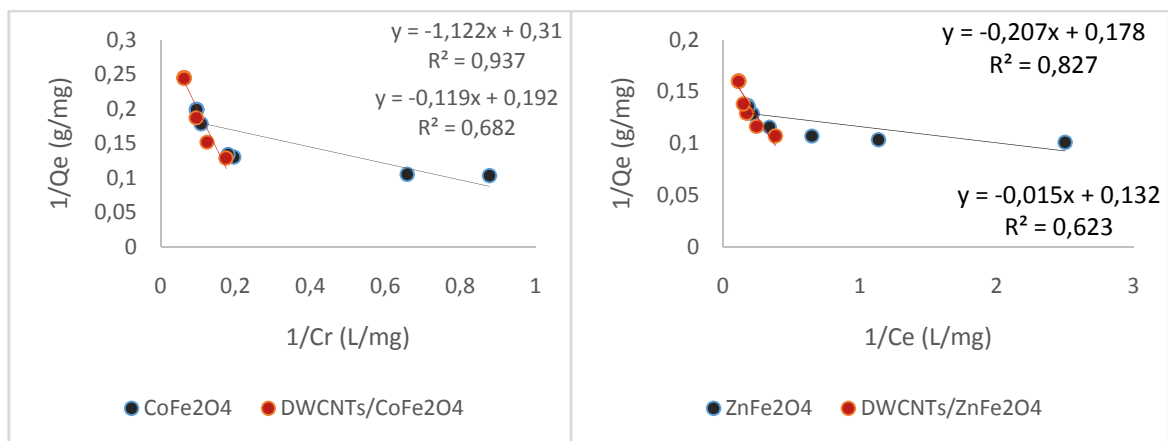 y = -1,122x + 0,31
R² = 0,937
y = -0,119x + 0,192
R² = 0,682
0,3
0,25
0,2
0,15
0,1
0,05
0
1/Qe (g/mg)
0 0,2 0,4 0,6 0,8 1
1/Cr (L/mg)
CoFe2O4 DWCNTs/CoFe2O4
y = -0,207x + 0,178
R² = 0,827
0,2
0,15
0,1
0,05
0
1/Qe (g/mg)
y = -0,015x + 0,132
R² = 0,623
0 1 2 3
1/Ce (L/mg)
ZnFe2O4 DWCNTs/ZnFe2O4